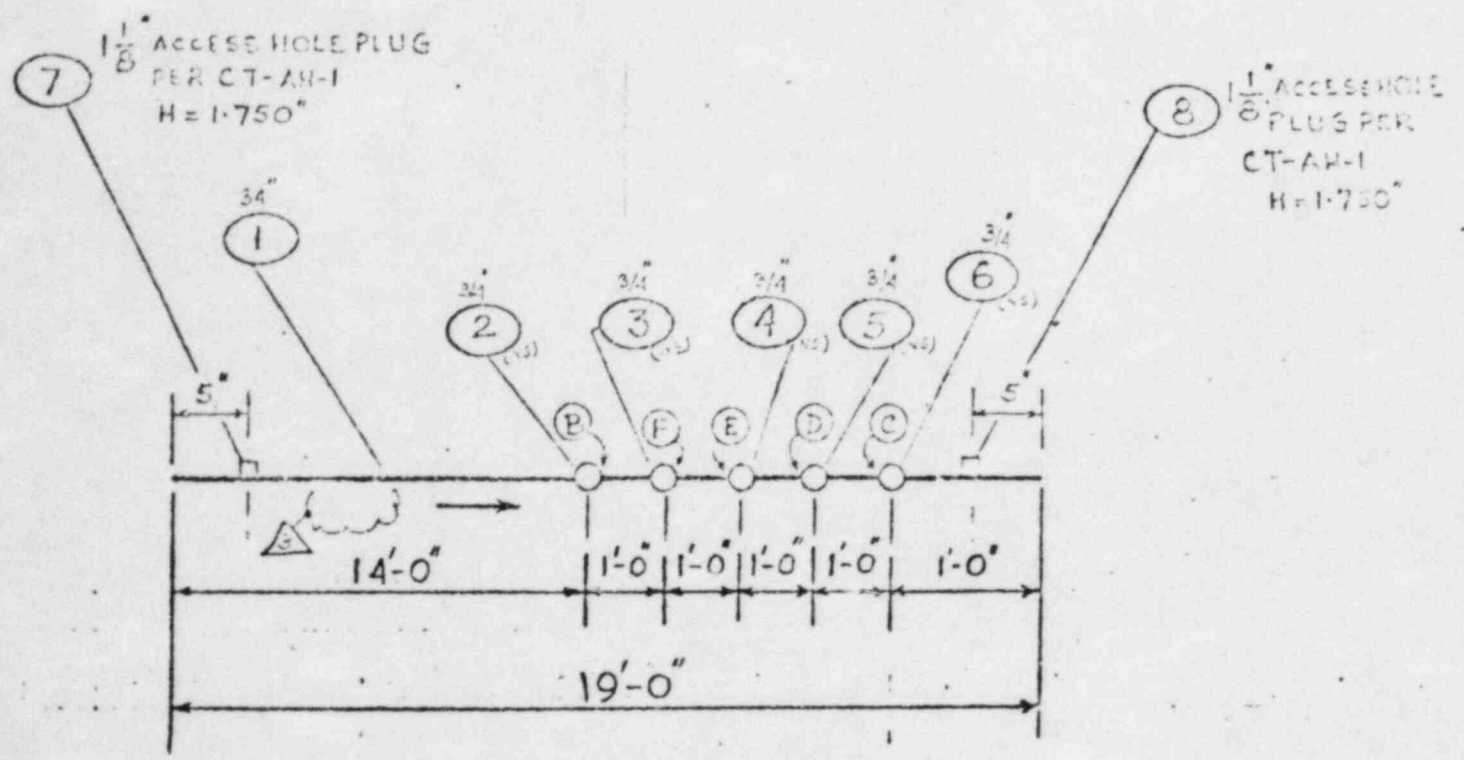 1 1/8" ACCESS HOLE PLUG
PER CT-AH-1
H = 1.750"
7
1 1/8" ACCESS HOLE
PLUG PER
CT-AH-1
H = 1.750"
8
34"
1
3/4"
2
3/4"
3
3/4"
4
3/4"
5
3/4"
6
5"
5"
B
F
E
D
C
14'-0"
1'-0"
1'-0"
1'-0"
1'-0"
1'-0"
19'-0"